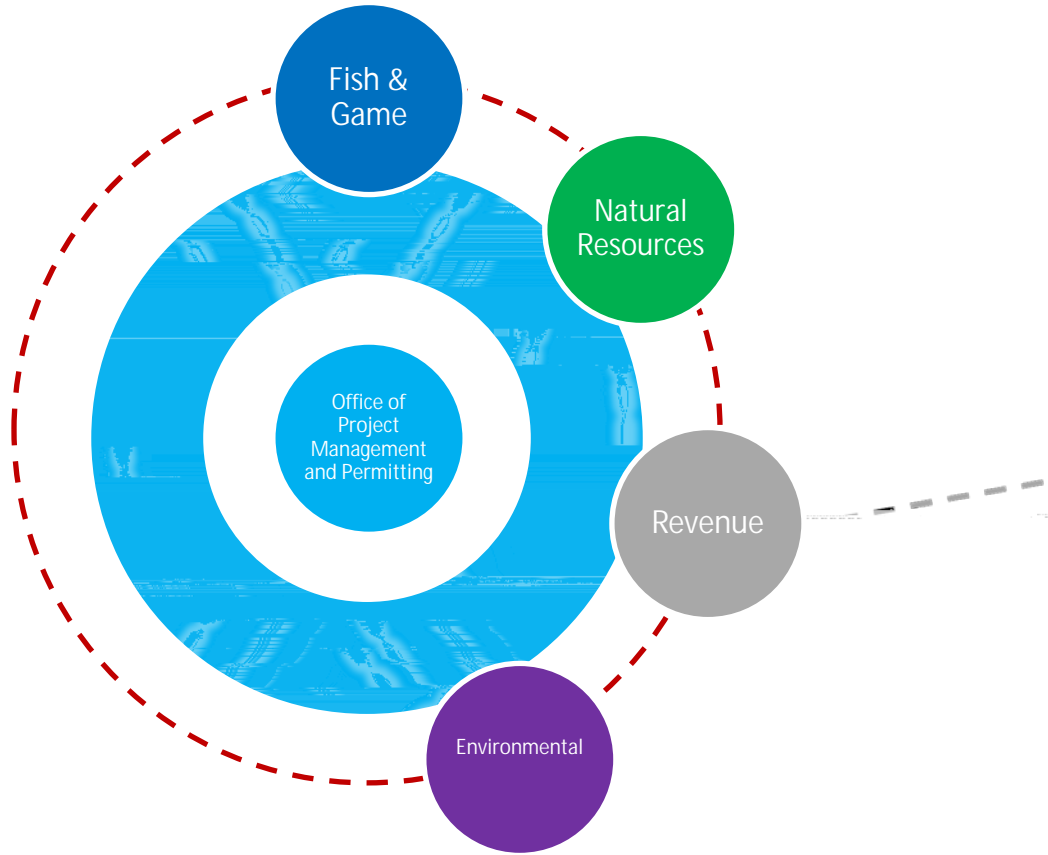 Fish &
Game
Natural
Resources
Office of
Project
Management
and Permitting
Revenue
Environmental